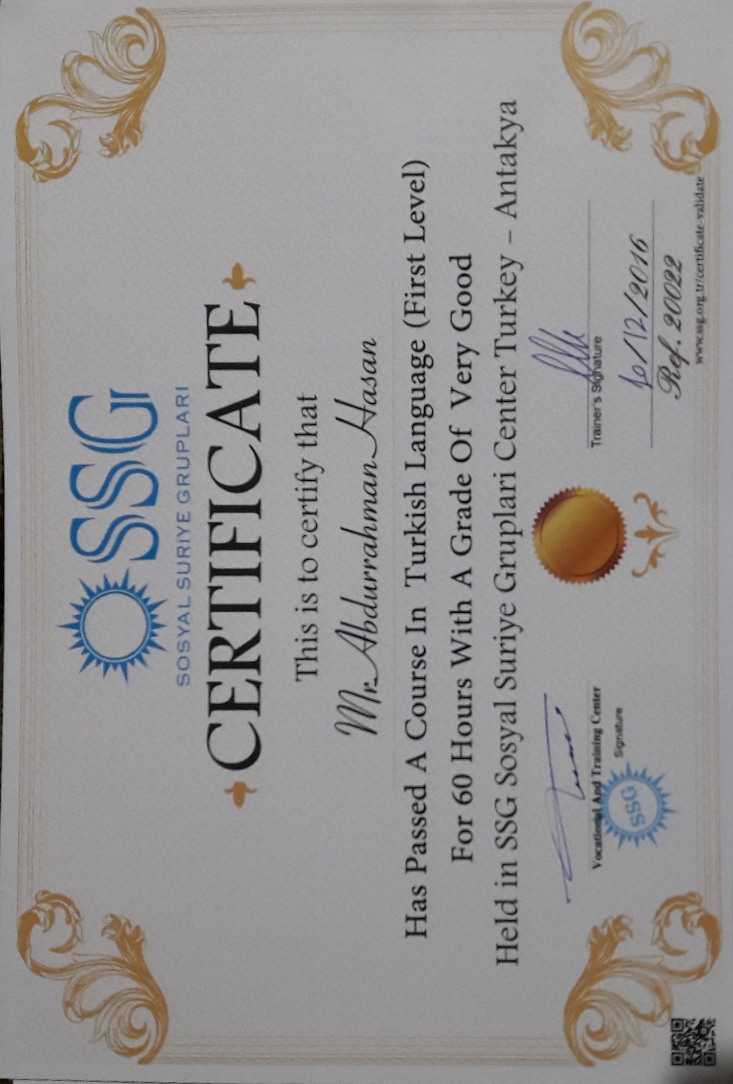 SSG
SOSYAL SURIYE GRUPLARI
CERTIFICATE
This is to certify that
Mr. Abdurrahman Hasan
Has Passed A Course In Turkish Language (First Level)
For 60 Hours With A Grade Of Very Good
Held in SSG Sosyal Suriye Gruplari Center Turkey – Antakya
Vocational And Training Center
Signature
SSG
Trainer's Signature
10/12/2016
Ref. 20022
www.ssg.org.tr/certificate-validate